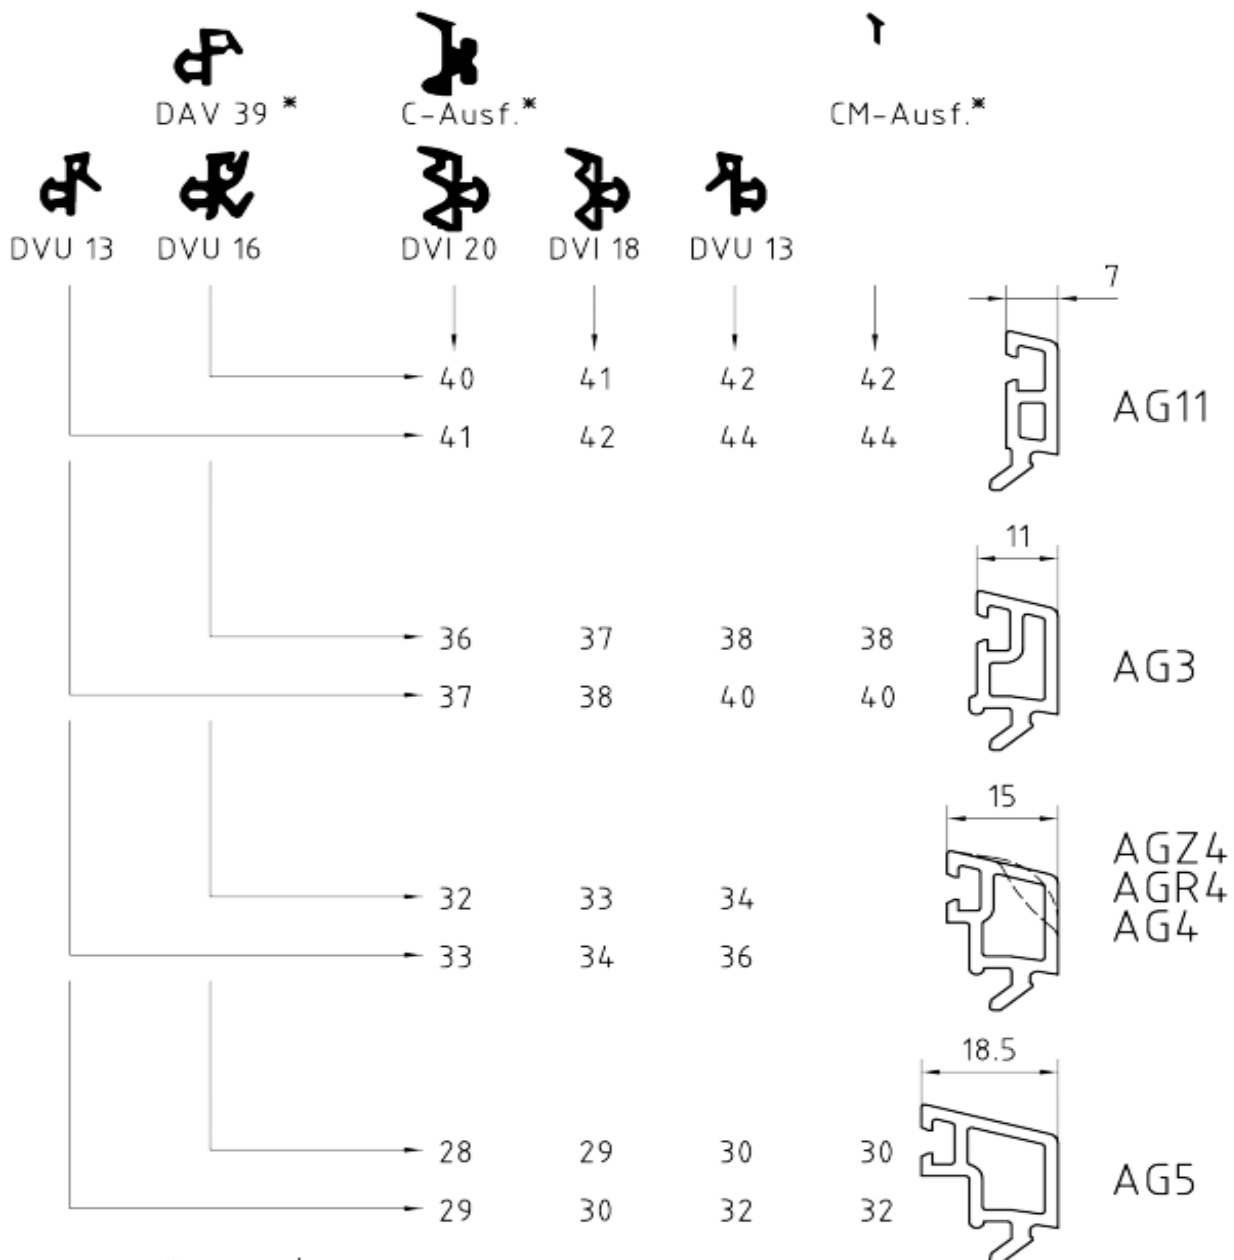 DAV 39 * C-Ausf.* CM-Ausf.*
DVU 13 DVU 16 DVI 20 DVI 18 DVU 13
7
40 41 42 42
AG11
41 42 44 44
11
36 37 38 38
AG3
37 38 40 40
15
AGZ4
AGR4
32 33 34
AG4
33 34 36
18.5
28 29 30 30
AG5
29 30 32 32